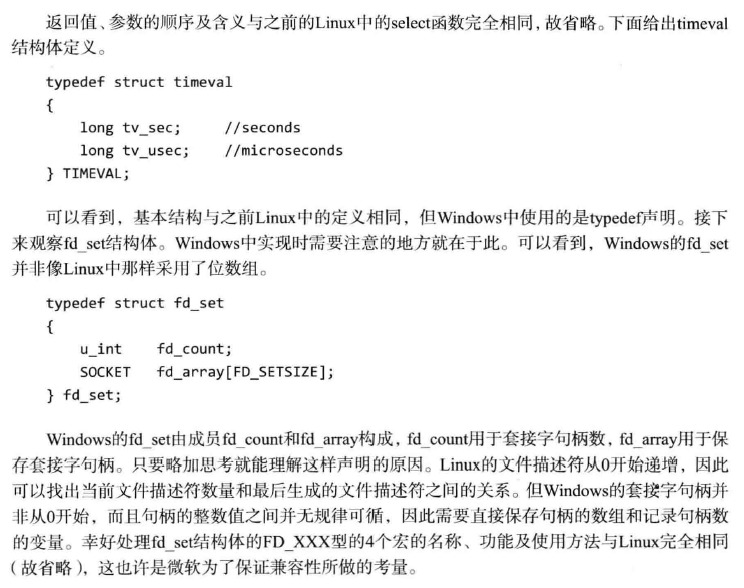 返回值、参数的顺序及含义与之前的Linux中的select函数完全相同，故省略。下面给出timeval
结构体定义。
typedef struct timeval
{
    long tv_sec;     //seconds
    long tv_usec;    //microseconds
} TIMEVAL;
可以看到，基本结构与之前Linux中的定义相同，但Windows中使用的是typedef声明。接下
来观察fd_set结构体。Windows中实现时需要注意的地方就在于此。可以看到，Windows的fd_set
并非像Linux中那样采用了位数组。
typedef struct fd_set
{
    u_int    fd_count;
    SOCKET   fd_array[FD_SETSIZE];
} fd_set;
Windows的fd_set由成员fd_count和fd_array构成，fd_count用于套接字句柄数，fd_array用于保
存套接字句柄。只要略加思考就能理解这样声明的原因。Linux的文件描述符从0开始递增，因此
可以找出当前文件描述符数量和最后生成的文件描述符之间的关系。但Windows的套接字句柄并
非从0开始，而且句柄的整数值之间并无规律可循，因此需要直接保存句柄的数组和记录句柄数
的变量。幸好处理fd_set结构体的FD_XXX型的4个宏的名称、功能及使用方法与Linux完全相同
（故省略），这也许是微软为了保证兼容性所做的考量。